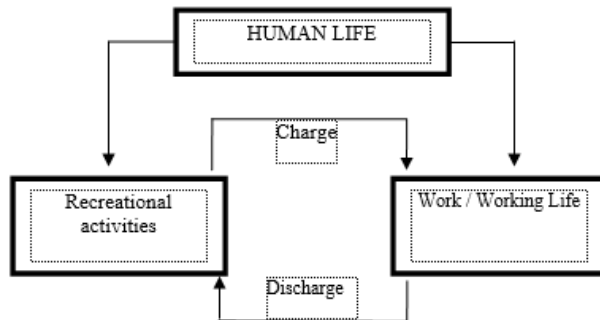 HUMAN LIFE
Charge
Recreational
activities
Work / Working Life
Discharge